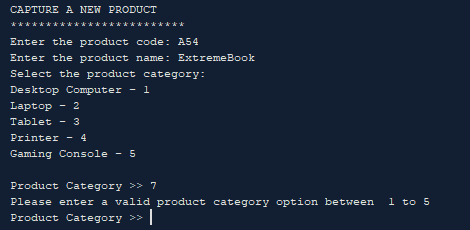 CAPTURE A NEW PRODUCT
*************************
Enter the product code: A54
Enter the product name: ExtremeBook
Select the product category:
Desktop Computer - 1
Laptop - 2
Tablet - 3
Printer - 4
Gaming Console - 5
Product Category >> 7
Please enter a valid product category option between  1 to 5
Product Category >>